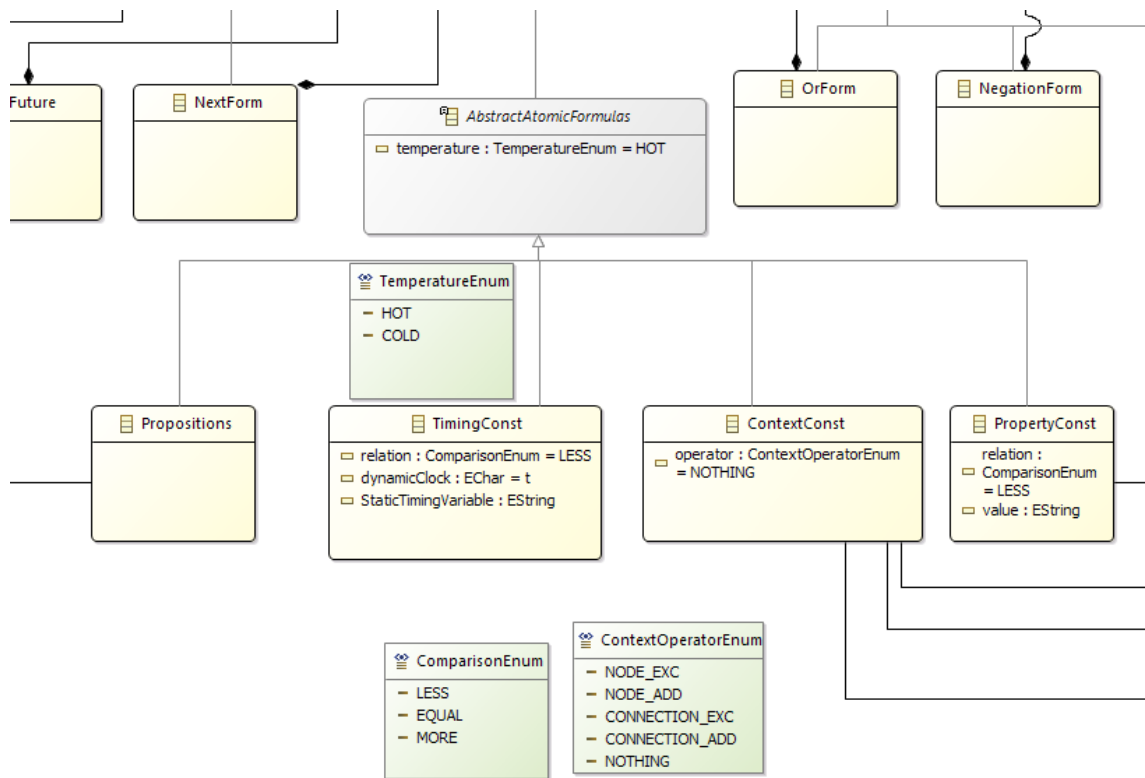 Future
NextForm
AbstractAtomicFormulas
temperature : TemperatureEnum = HOT
OrForm
NegationForm
TemperatureEnum
HOT
COLD
Propositions
TimingConst
relation : ComparisonEnum = LESS
dynamicClock : EChar = t
StaticTimingVariable : EString
ContextConst
operator : ContextOperatorEnum
= NOTHING
PropertyConst
relation :
ComparisonEnum
= LESS
value : EString
ComparisonEnum
LESS
EQUAL
MORE
ContextOperatorEnum
NODE_EXC
NODE_ADD
CONNECTION_EXC
CONNECTION_ADD
NOTHING